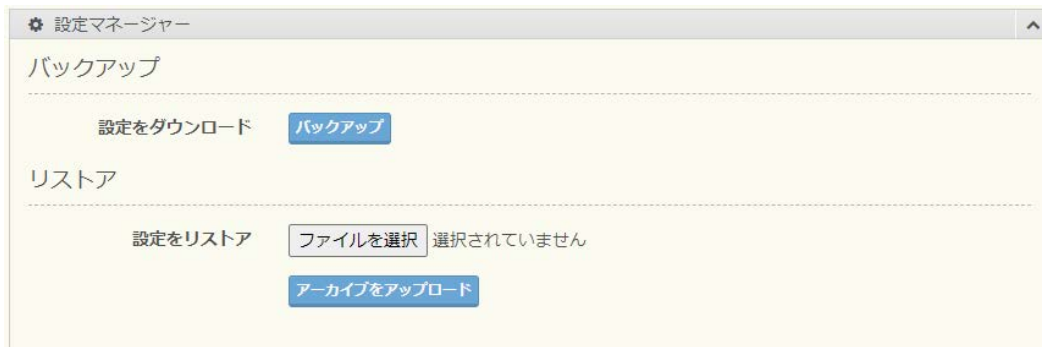 設定マネージャー
バックアップ
設定をダウンロード バックアップ
リストア
設定をリストア ファイルを選択 選択されていません
アーカイブをアップロード